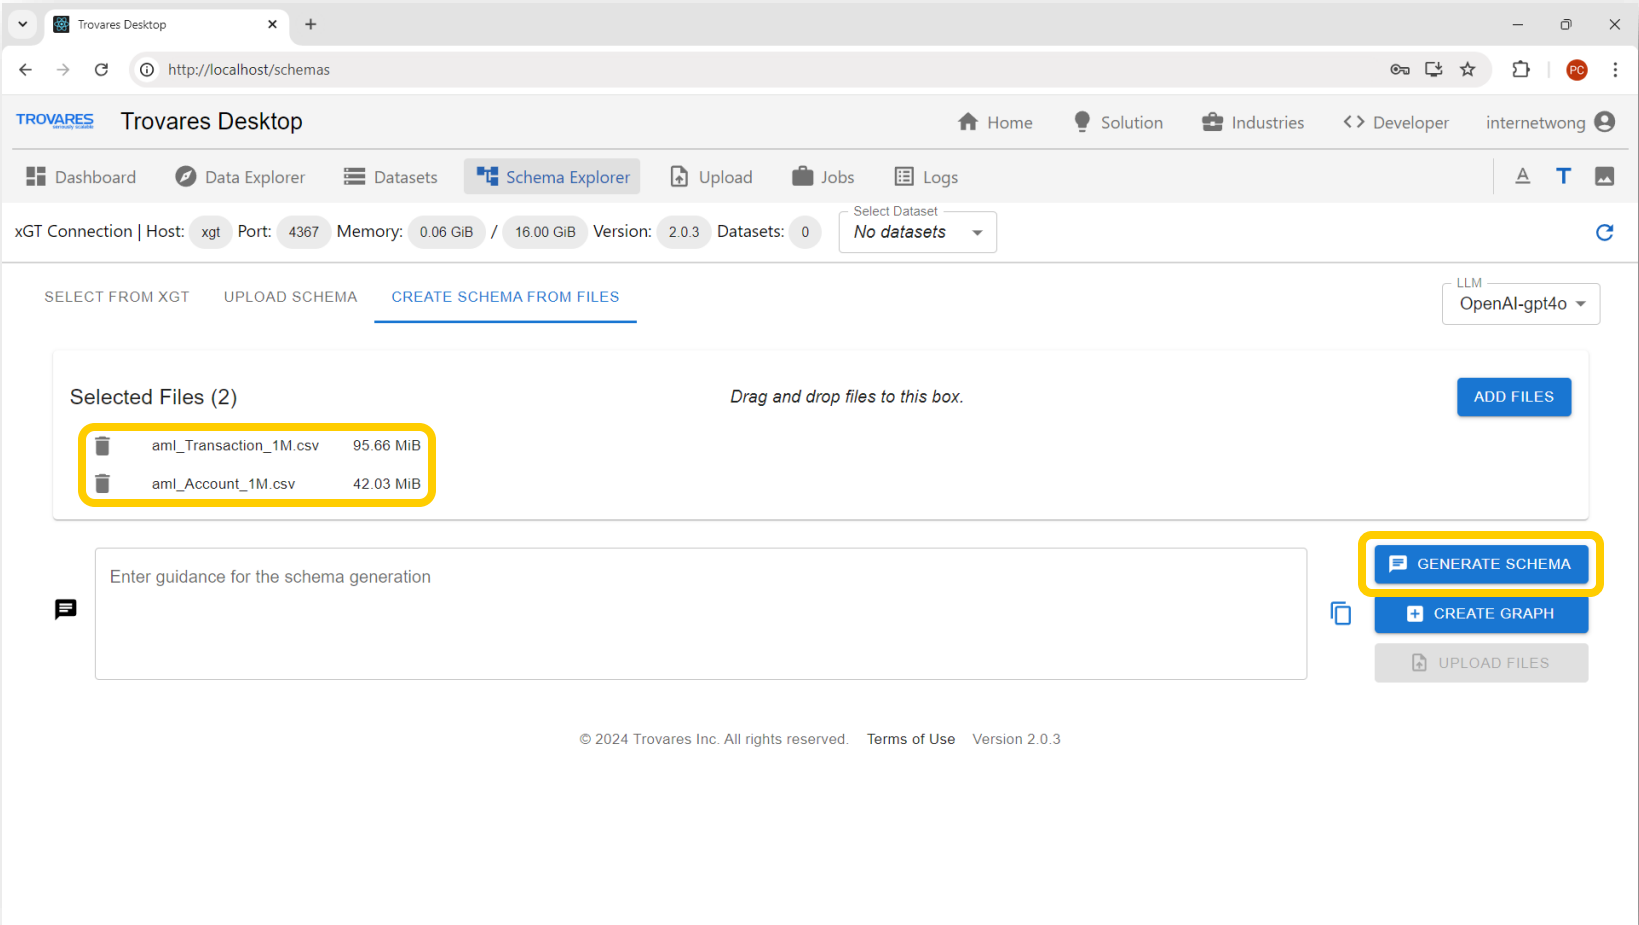 Trovares Desktop
http://localhost/schemas
PC
TROVARES
seriously scalable
Trovares Desktop
Home
Solution
Industries
Developer
internetwong
Dashboard
Data Explorer
Datasets
Schema Explorer
Upload
Jobs
Logs
xGT Connection | Host: xgt Port: 4367 Memory: 0.06 GiB / 16.00 GiB Version: 2.0.3 Datasets: 0
Select Dataset
No datasets
SELECT FROM XGT
UPLOAD SCHEMA
CREATE SCHEMA FROM FILES
LLM
OpenAI-gpt4o
Selected Files (2)
Drag and drop files to this box.
ADD FILES
aml_Transaction_1M.csv 95.66 MiB
aml_Account_1M.csv 42.03 MiB
Enter guidance for the schema generation
GENERATE SCHEMA
CREATE GRAPH
UPLOAD FILES
© 2024 Trovares Inc. All rights reserved. Terms of Use Version 2.0.3